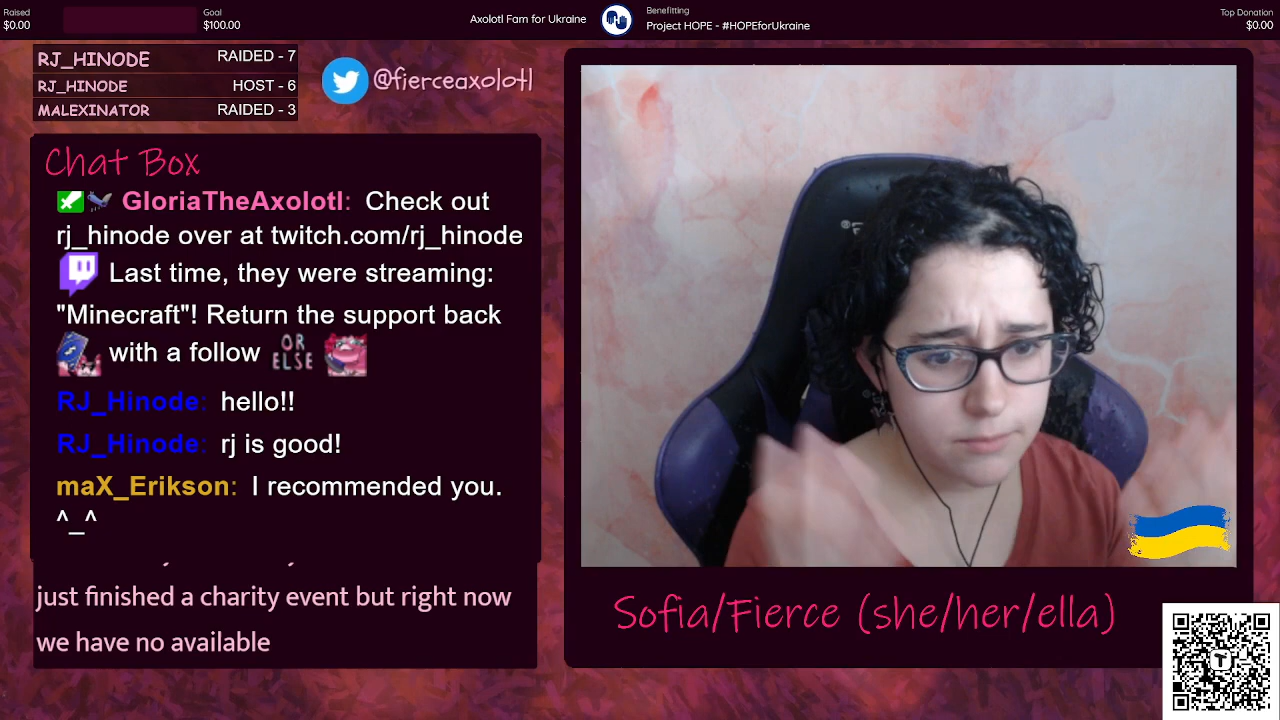 Raised
$0.00
Goal
$100.00
Axolotl Fam for Ukraine
Benefitting
Project HOPE - #HOPEforUkraine
Top Donation
$0.00
RJ_HINODE RAIDED - 7
RJ_HINODE HOST - 6
MALEXINATOR RAIDED - 3
@fierceaxolotl
Chat Box
GloriaTheAxolotl: Check out
rj_hinode over at twitch.com/rj_hinode
Last time, they were streaming:
"Minecraft"! Return the support back
with a follow OR ELSE
RJ_Hinode: hello!!
RJ_Hinode: rj is good!
maX_Erikson: I recommended you.
^_^
just finished a charity event but right now
we have no available
Sofia/Fierce (she/her/ella)
T